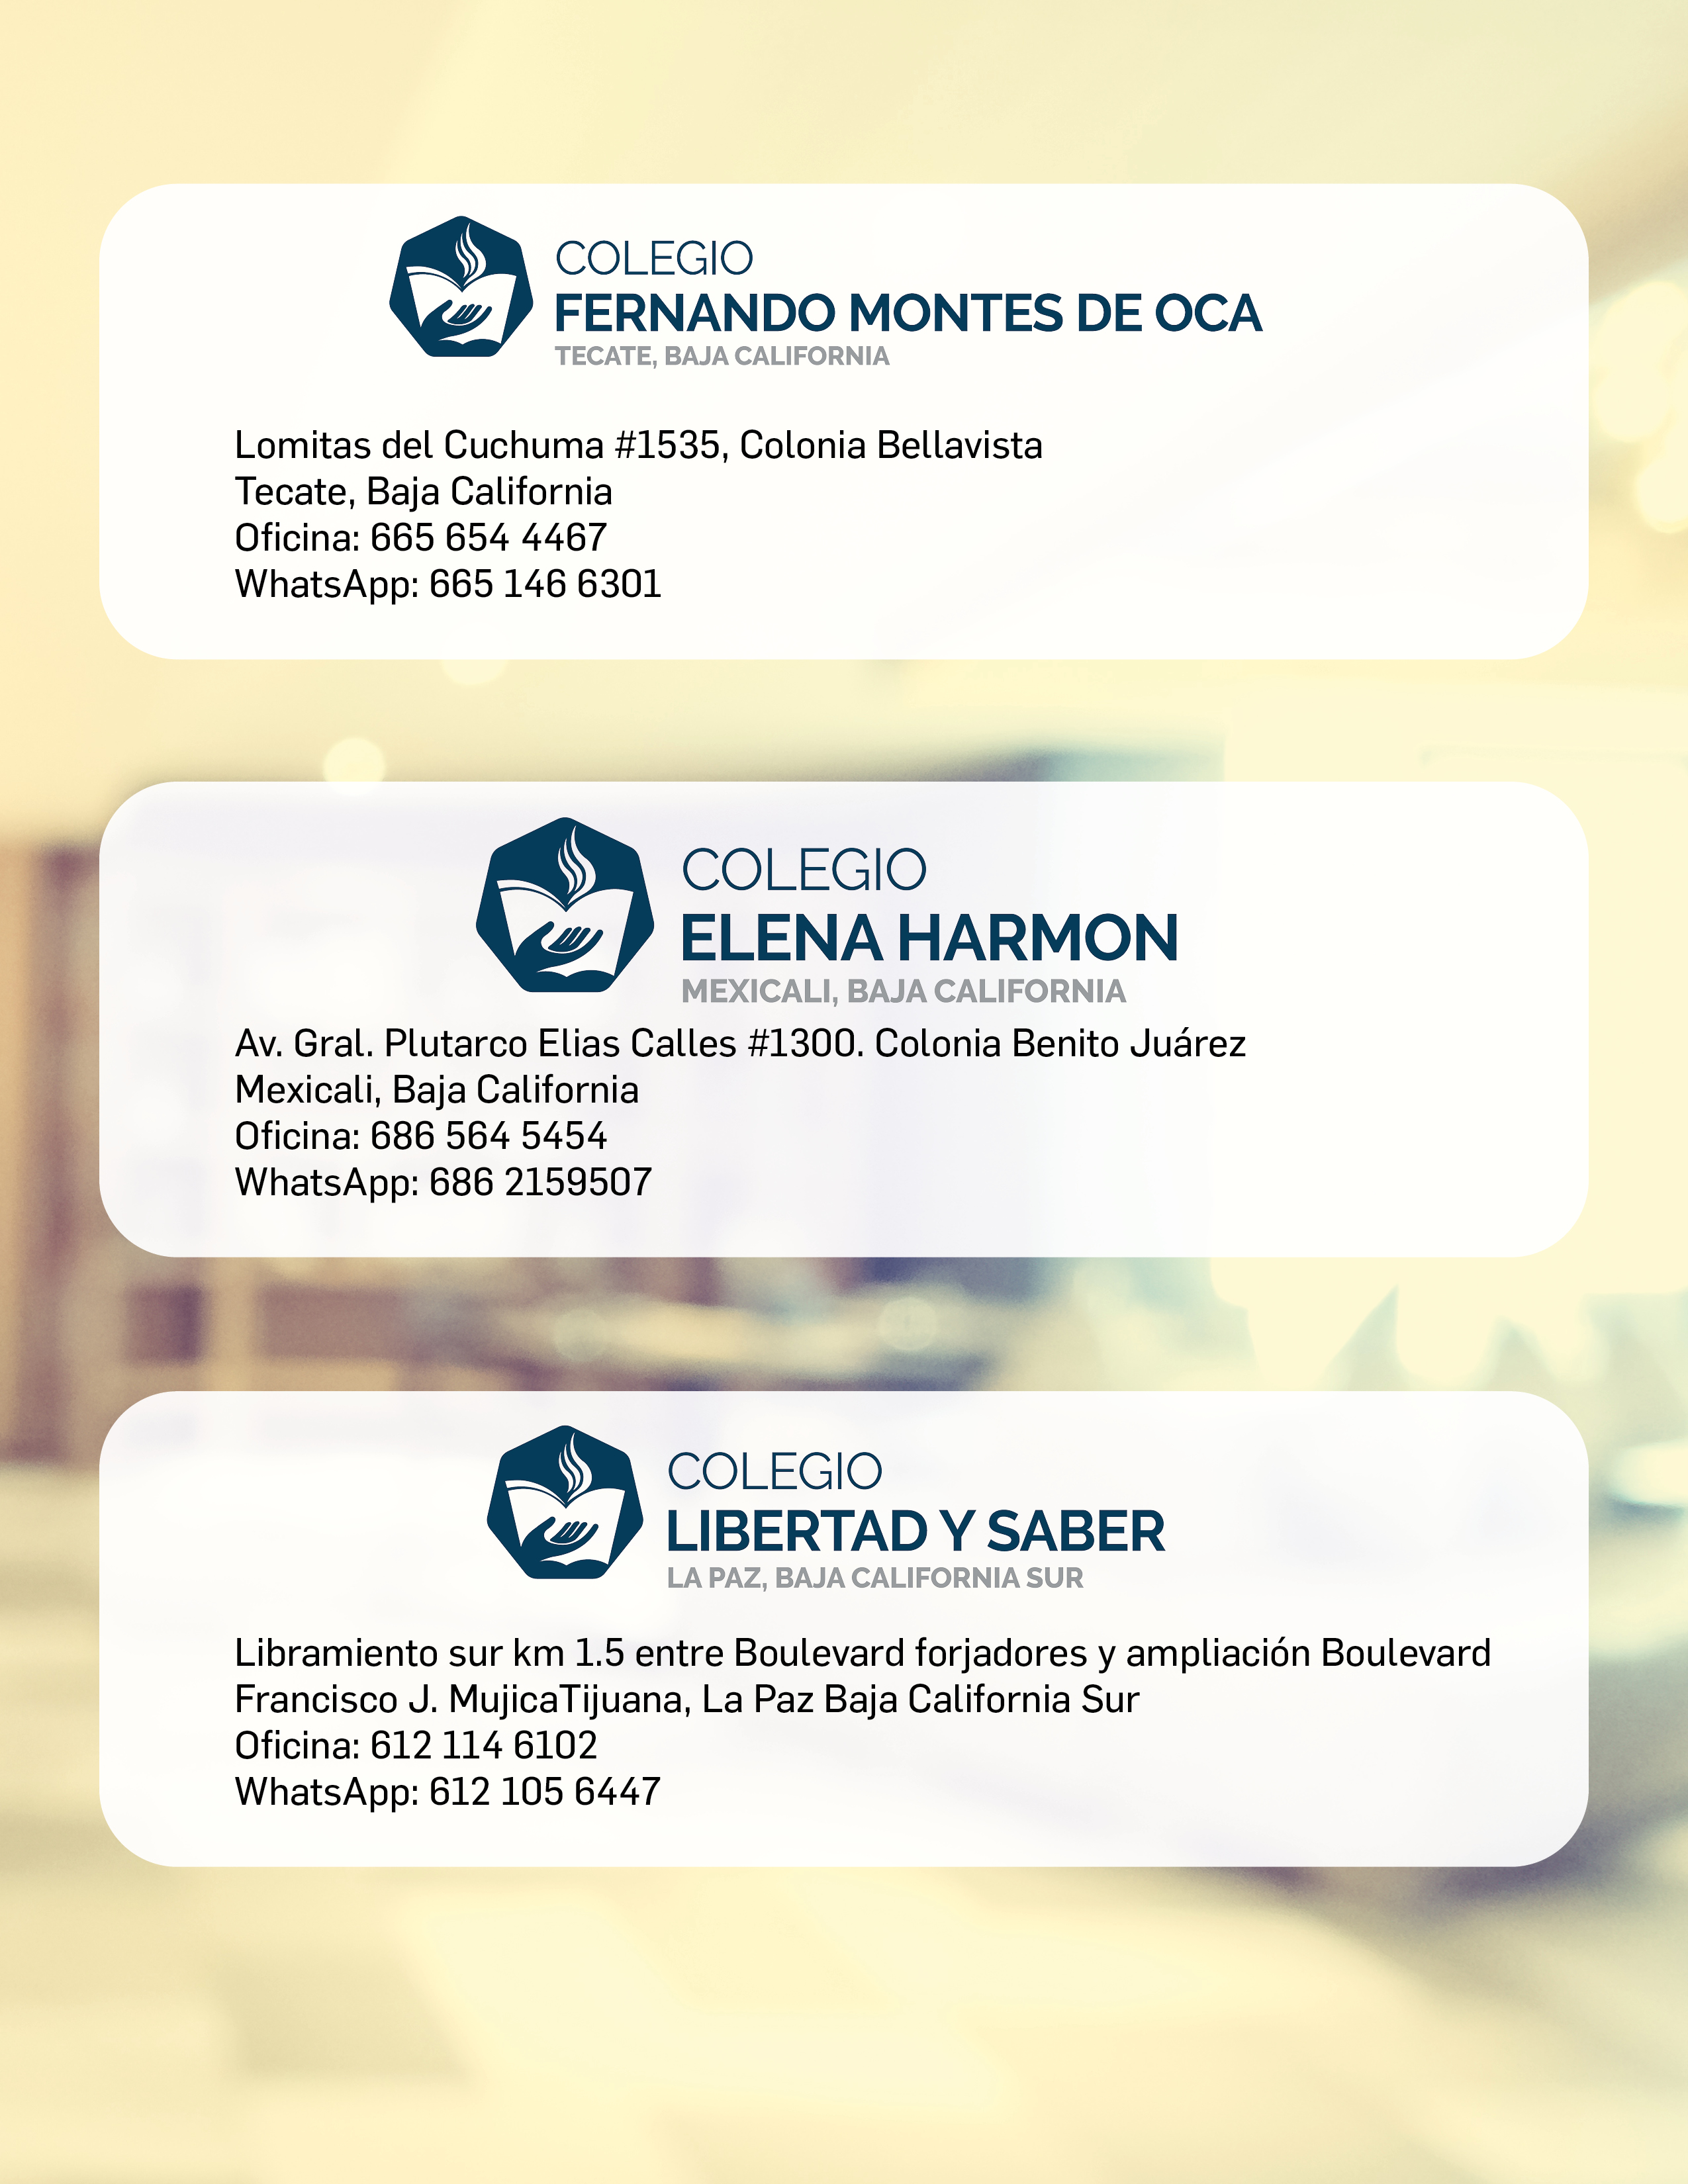 COLEGIO
FERNANDO MONTES DE OCA
TECATE, BAJA CALIFORNIA
Lomitas del Cuchuma #1535, Colonia Bellavista
Tecate, Baja California
Oficina: 665 654 4467
WhatsApp: 665 146 6301
COLEGIO
ELENA HARMON
MEXICALI, BAJA CALIFORNIA
Av. Gral. Plutarco Elias Calles #1300. Colonia Benito Juárez
Mexicali, Baja California
Oficina: 686 564 5454
WhatsApp: 686 2159507
COLEGIO
LIBERTAD Y SABER
LA PAZ, BAJA CALIFORNIA SUR
Libramiento sur km 1.5 entre Boulevard forjadores y ampliación Boulevard
Francisco J. MujicaTijuana, La Paz Baja California Sur
Oficina: 612 114 6102
WhatsApp: 612 105 6447